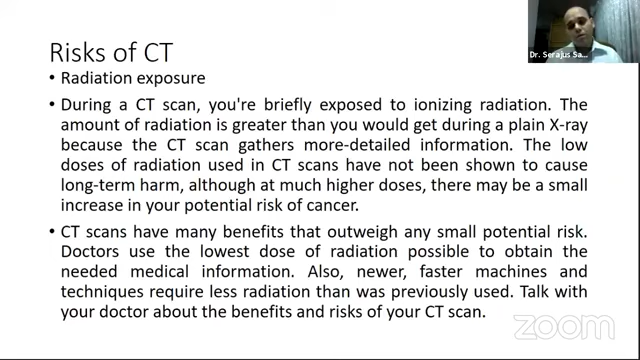 Risks of CT
• Radiation exposure
• During a CT scan, you're briefly exposed to ionizing radiation. The
amount of radiation is greater than you would get during a plain X-ray
because the CT scan gathers more-detailed information. The low
doses of radiation used in CT scans have not been shown to cause
long-term harm, although at much higher doses, there may be a small
increase in your potential risk of cancer.
• CT scans have many benefits that outweigh any small potential risk.
Doctors use the lowest dose of radiation possible to obtain the
needed medical information. Also, newer, faster machines and
techniques require less radiation than was previously used. Talk with
your doctor about the benefits and risks of your CT scan.
Dr. Serajus Sa...
zoom